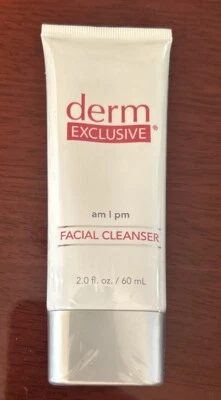 derm
EXCLUSIVE®
am | pm
FACIAL CLEANSER
2.0 fl. oz. / 60 mL